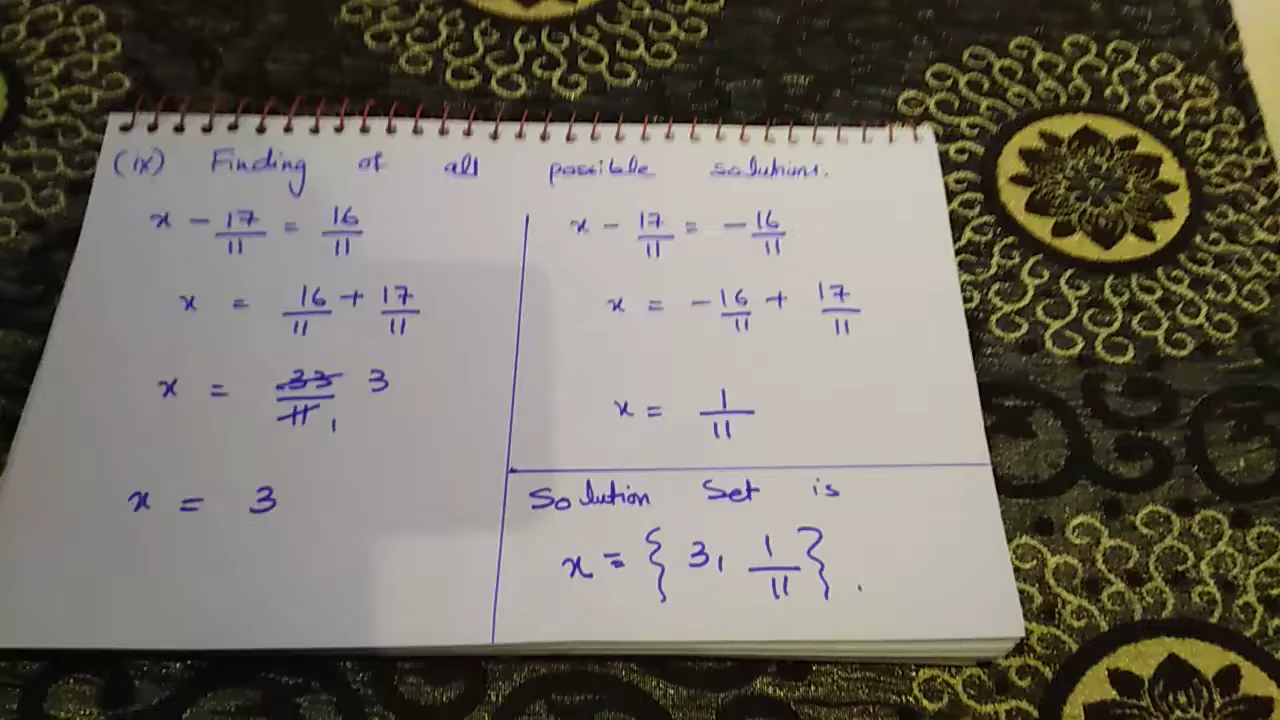 (ix) Finding of all possible solutions.
x - 17/11 = 16/11
x = 16/11 + 17/11
x = 33/11 3 1
x = 3
x - 17/11 = -16/11
x = -16/11 + 17/11
x = 1/11
Solution Set is
x = { 3, 1/11 } .